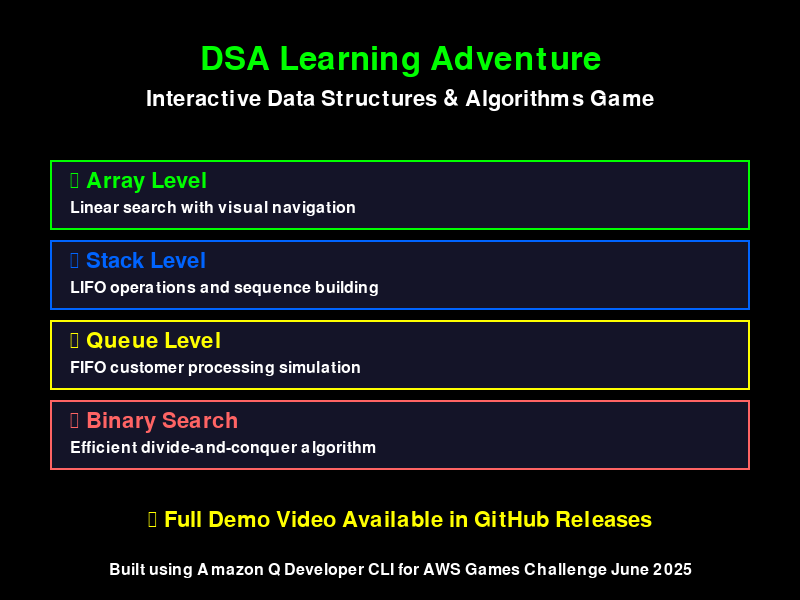 DSA Learning Adventure
Interactive Data Structures & Algorithms Game
Array Level
Linear search with visual navigation
Stack Level
LIFO operations and sequence building
Queue Level
FIFO customer processing simulation
Binary Search
Efficient divide-and-conquer algorithm
Full Demo Video Available in GitHub Releases
Built using Amazon Q Developer CLI for AWS Games Challenge June 2025